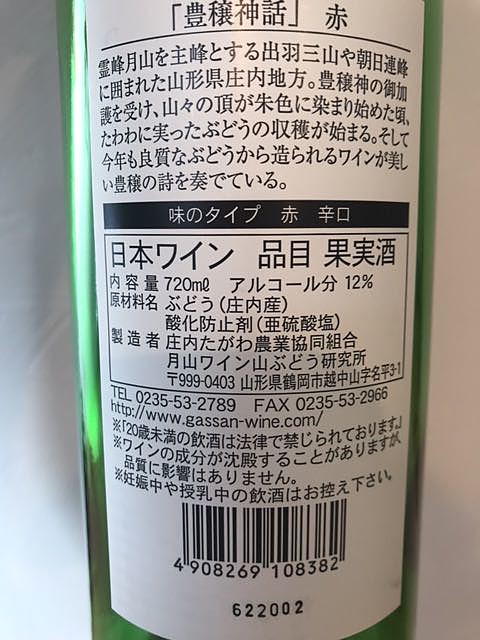 「豊穣神話」 赤
霊峰月山を主峰とする出羽三山や朝日連峰
に囲まれた山形県庄内地方。豊穣神の御加
護を受け、山々の頂が朱色に染まり始めた頃、
たわわに実ったぶどうの収穫が始まる。そして
今年も良質なぶどうから造られるワインが美し
い豊穣の詩を奏でている。
味のタイプ 赤 辛口
日本ワイン 品目 果実酒
内容量 720mℓ アルコール分 12%
原材料名 ぶどう(庄内産)
酸化防止剤(亜硫酸塩)
製造者 庄内たがわ農業協同組合
月山ワイン山ぶどう研究所
〒999-0403 山形県鶴岡市越中山字名平3-1
TEL 0235-53-2789 FAX 0235-53-2966
http://www.gassan-wine.com/
※「20歳未満の飲酒は法律で禁じられております。」
※ワインの成分が沈殿することがありますが、
品質に影響はありません。
※妊娠中や授乳中の飲酒はお控え下さい。
4 908269 108382
622002